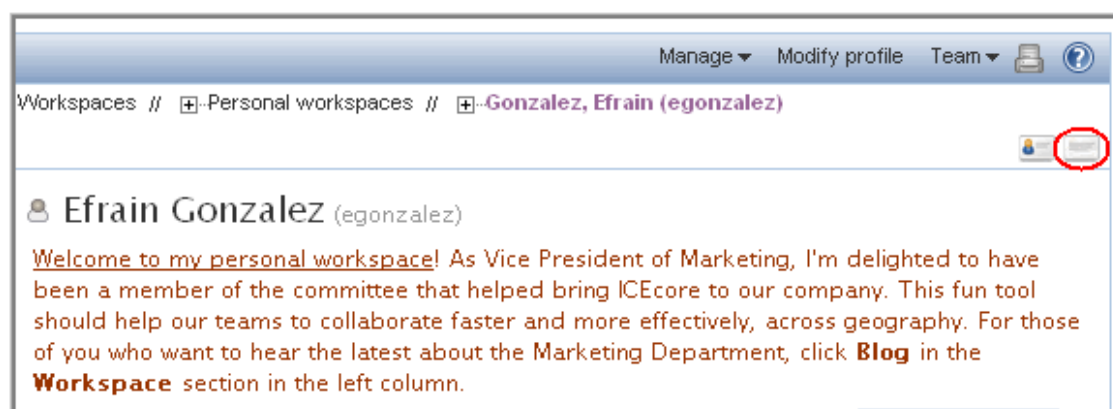 Manage Modify profile Team
Workspaces // Personal workspaces // Gonzalez, Efrain (egonzalez)
Efrain Gonzalez (egonzalez)
Welcome to my personal workspace! As Vice President of Marketing, I'm delighted to have
been a member of the committee that helped bring ICEcore to our company. This fun tool
should help our teams to collaborate faster and more effectively, across geography. For those
of you who want to hear the latest about the Marketing Department, click Blog in the
Workspace section in the left column.